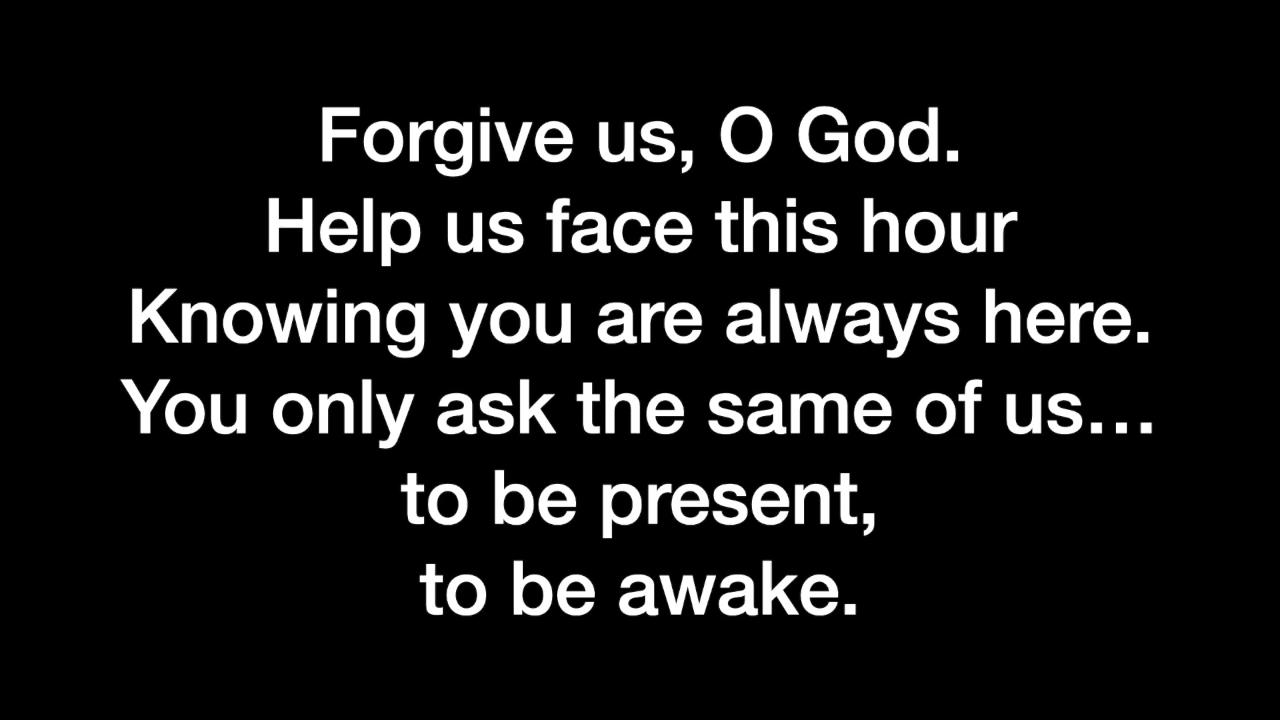 Forgive us, O God.
Help us face this hour
Knowing you are always here.
You only ask the same of us…
to be present,
to be awake.